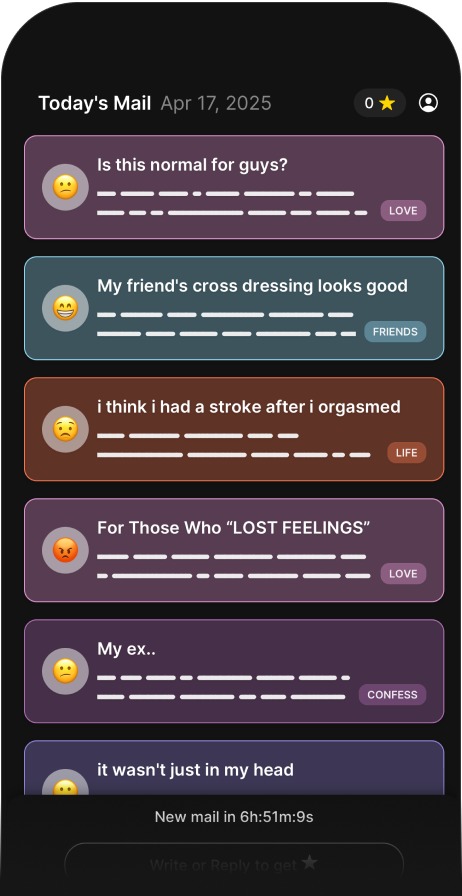 Today's Mail Apr 17, 2025 0
Is this normal for guys?
LOVE
My friend's cross dressing looks good
FRIENDS
i think i had a stroke after i orgasmed
LIFE
For Those Who “LOST FEELINGS”
LOVE
My ex..
CONFESS
it wasn't just in my head
New mail in 6h:51m:9s
Write or Reply to get